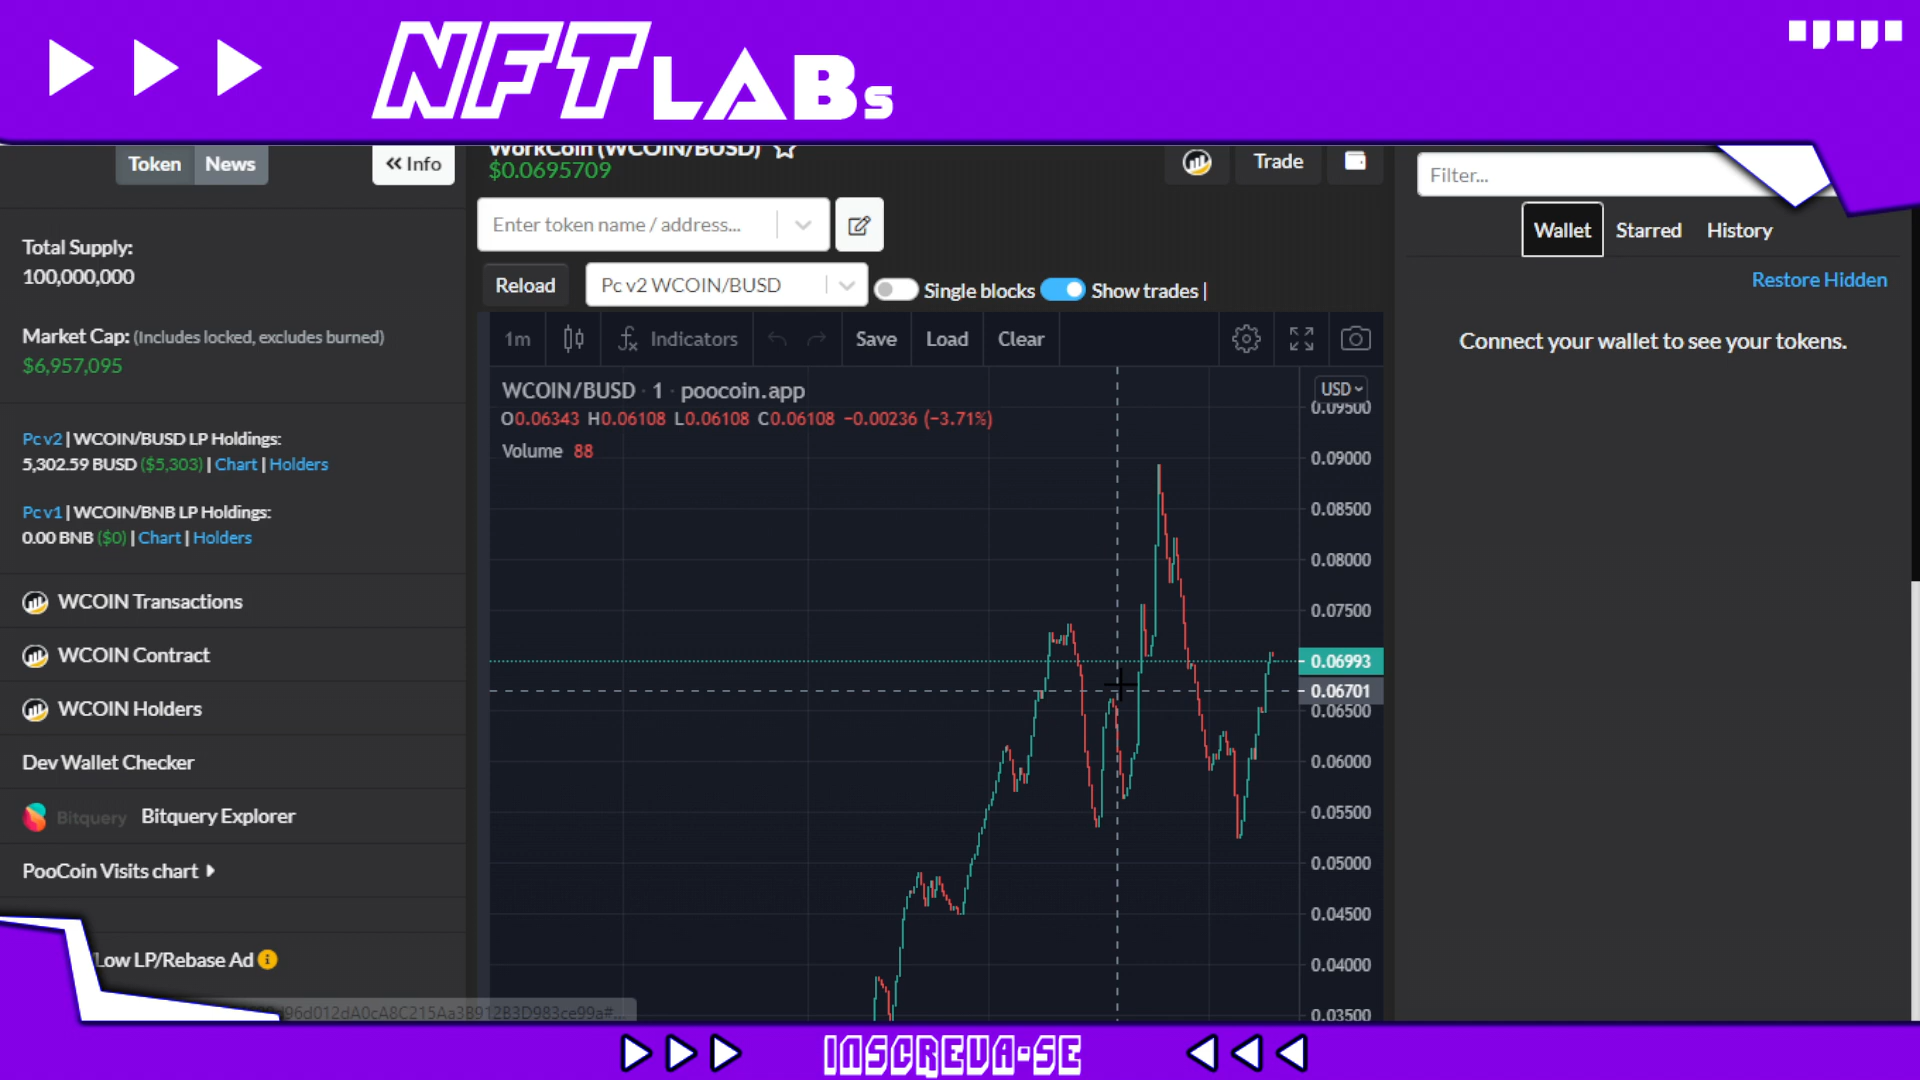 NFT LABs
Token News
« Info
Total Supply:
100,000,000
Market Cap: (Includes locked, excludes burned)
$6,957,095
Pc v2 | WCOIN/BUSD LP Holdings:
5,302.59 BUSD ($5,303) | Chart | Holders
Pc v1 | WCOIN/BNB LP Holdings:
0.00 BNB ($0) | Chart | Holders
WCOIN Transactions
WCOIN Contract
WCOIN Holders
Dev Wallet Checker
Bitquery Bitquery Explorer
PooCoin Visits chart
Low LP/Rebase Ad
WorkCoin (WCOIN/BUSD)
$0.0695709
Trade
Enter token name / address...
Reload
Pc v2 WCOIN/BUSD
Single blocks
Show trades |
1m
Indicators
Save
Load
Clear
WCOIN/BUSD · 1 · poocoin.app
O0.06343 H0.06108 L0.06108 C0.06108 −0.00236 (−3.71%)
Volume 88
USD
0.09500
0.09000
0.08500
0.08000
0.07500
0.06993
0.06701
0.06500
0.06000
0.05500
0.05000
0.04500
0.04000
0.03500
Filter...
Wallet
Starred
History
Restore Hidden
Connect your wallet to see your tokens.
INSCREVA-SE